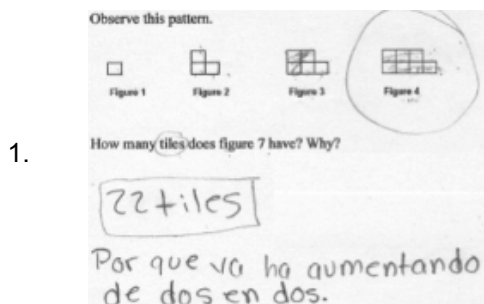 Observe this pattern.
Figure 1 Figure 2 Figure 3 Figure 4
1.
How many tiles does figure 7 have? Why?
22 tiles
Por que va ha aumentando
de dos en dos.